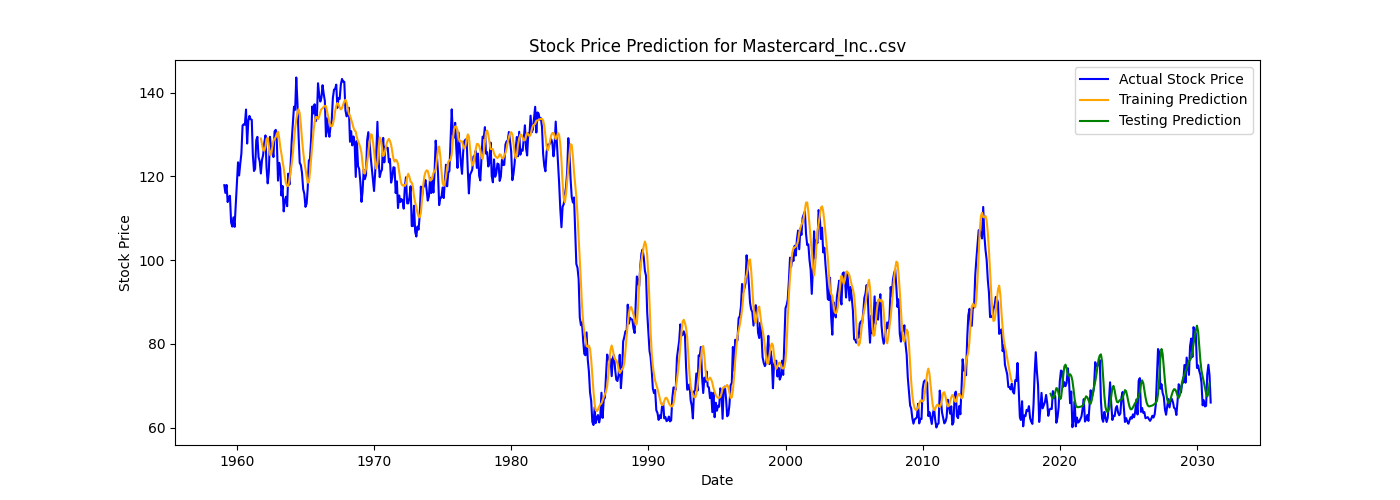 Stock Price Prediction for Mastercard_Inc..csv
Actual Stock Price
Training Prediction
Testing Prediction
Stock Price
140
120
100
80
60
1960 1970 1980 1990 2000 2010 2020 2030
Date